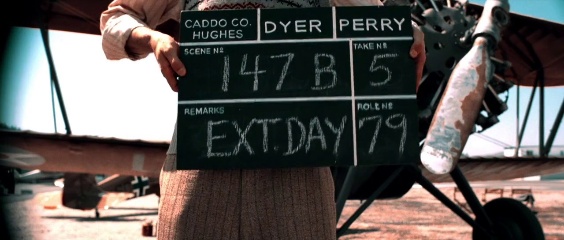 CADDO CO.
HUGHES
DYER
PERRY
SCENE Nº
147 B
TAKE Nº
5
REMARKS
EXT. DAY
ROLL Nº
79